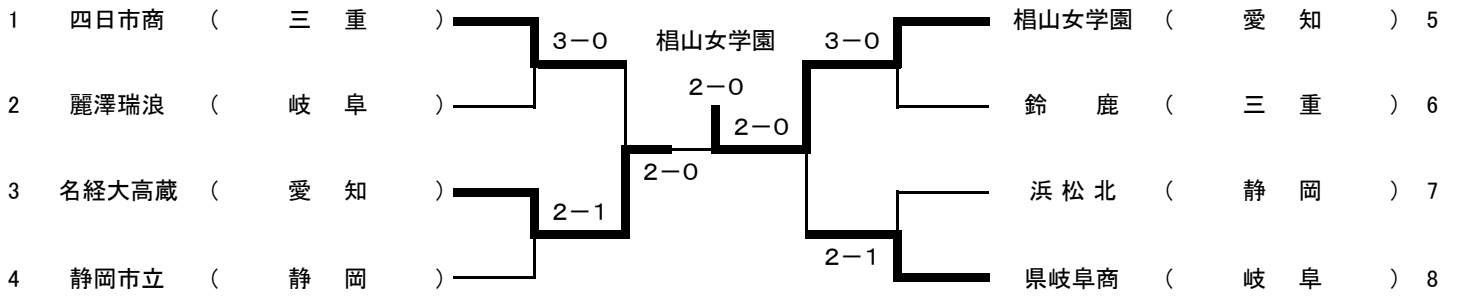 1 四日市商 ( 三 重 ) 椙山女学園 ( 愛 知 ) 5
3－0 椙山女学園 3－0
2－0
2 麗澤瑞浪 ( 岐 阜 ) 鈴 鹿 ( 三 重 ) 6
2－0
2－0
3 名経大高蔵 ( 愛 知 ) 浜 松 北 ( 静 岡 ) 7
2－1
2－1
4 静岡市立 ( 静 岡 ) 県岐阜商 ( 岐 阜 ) 8